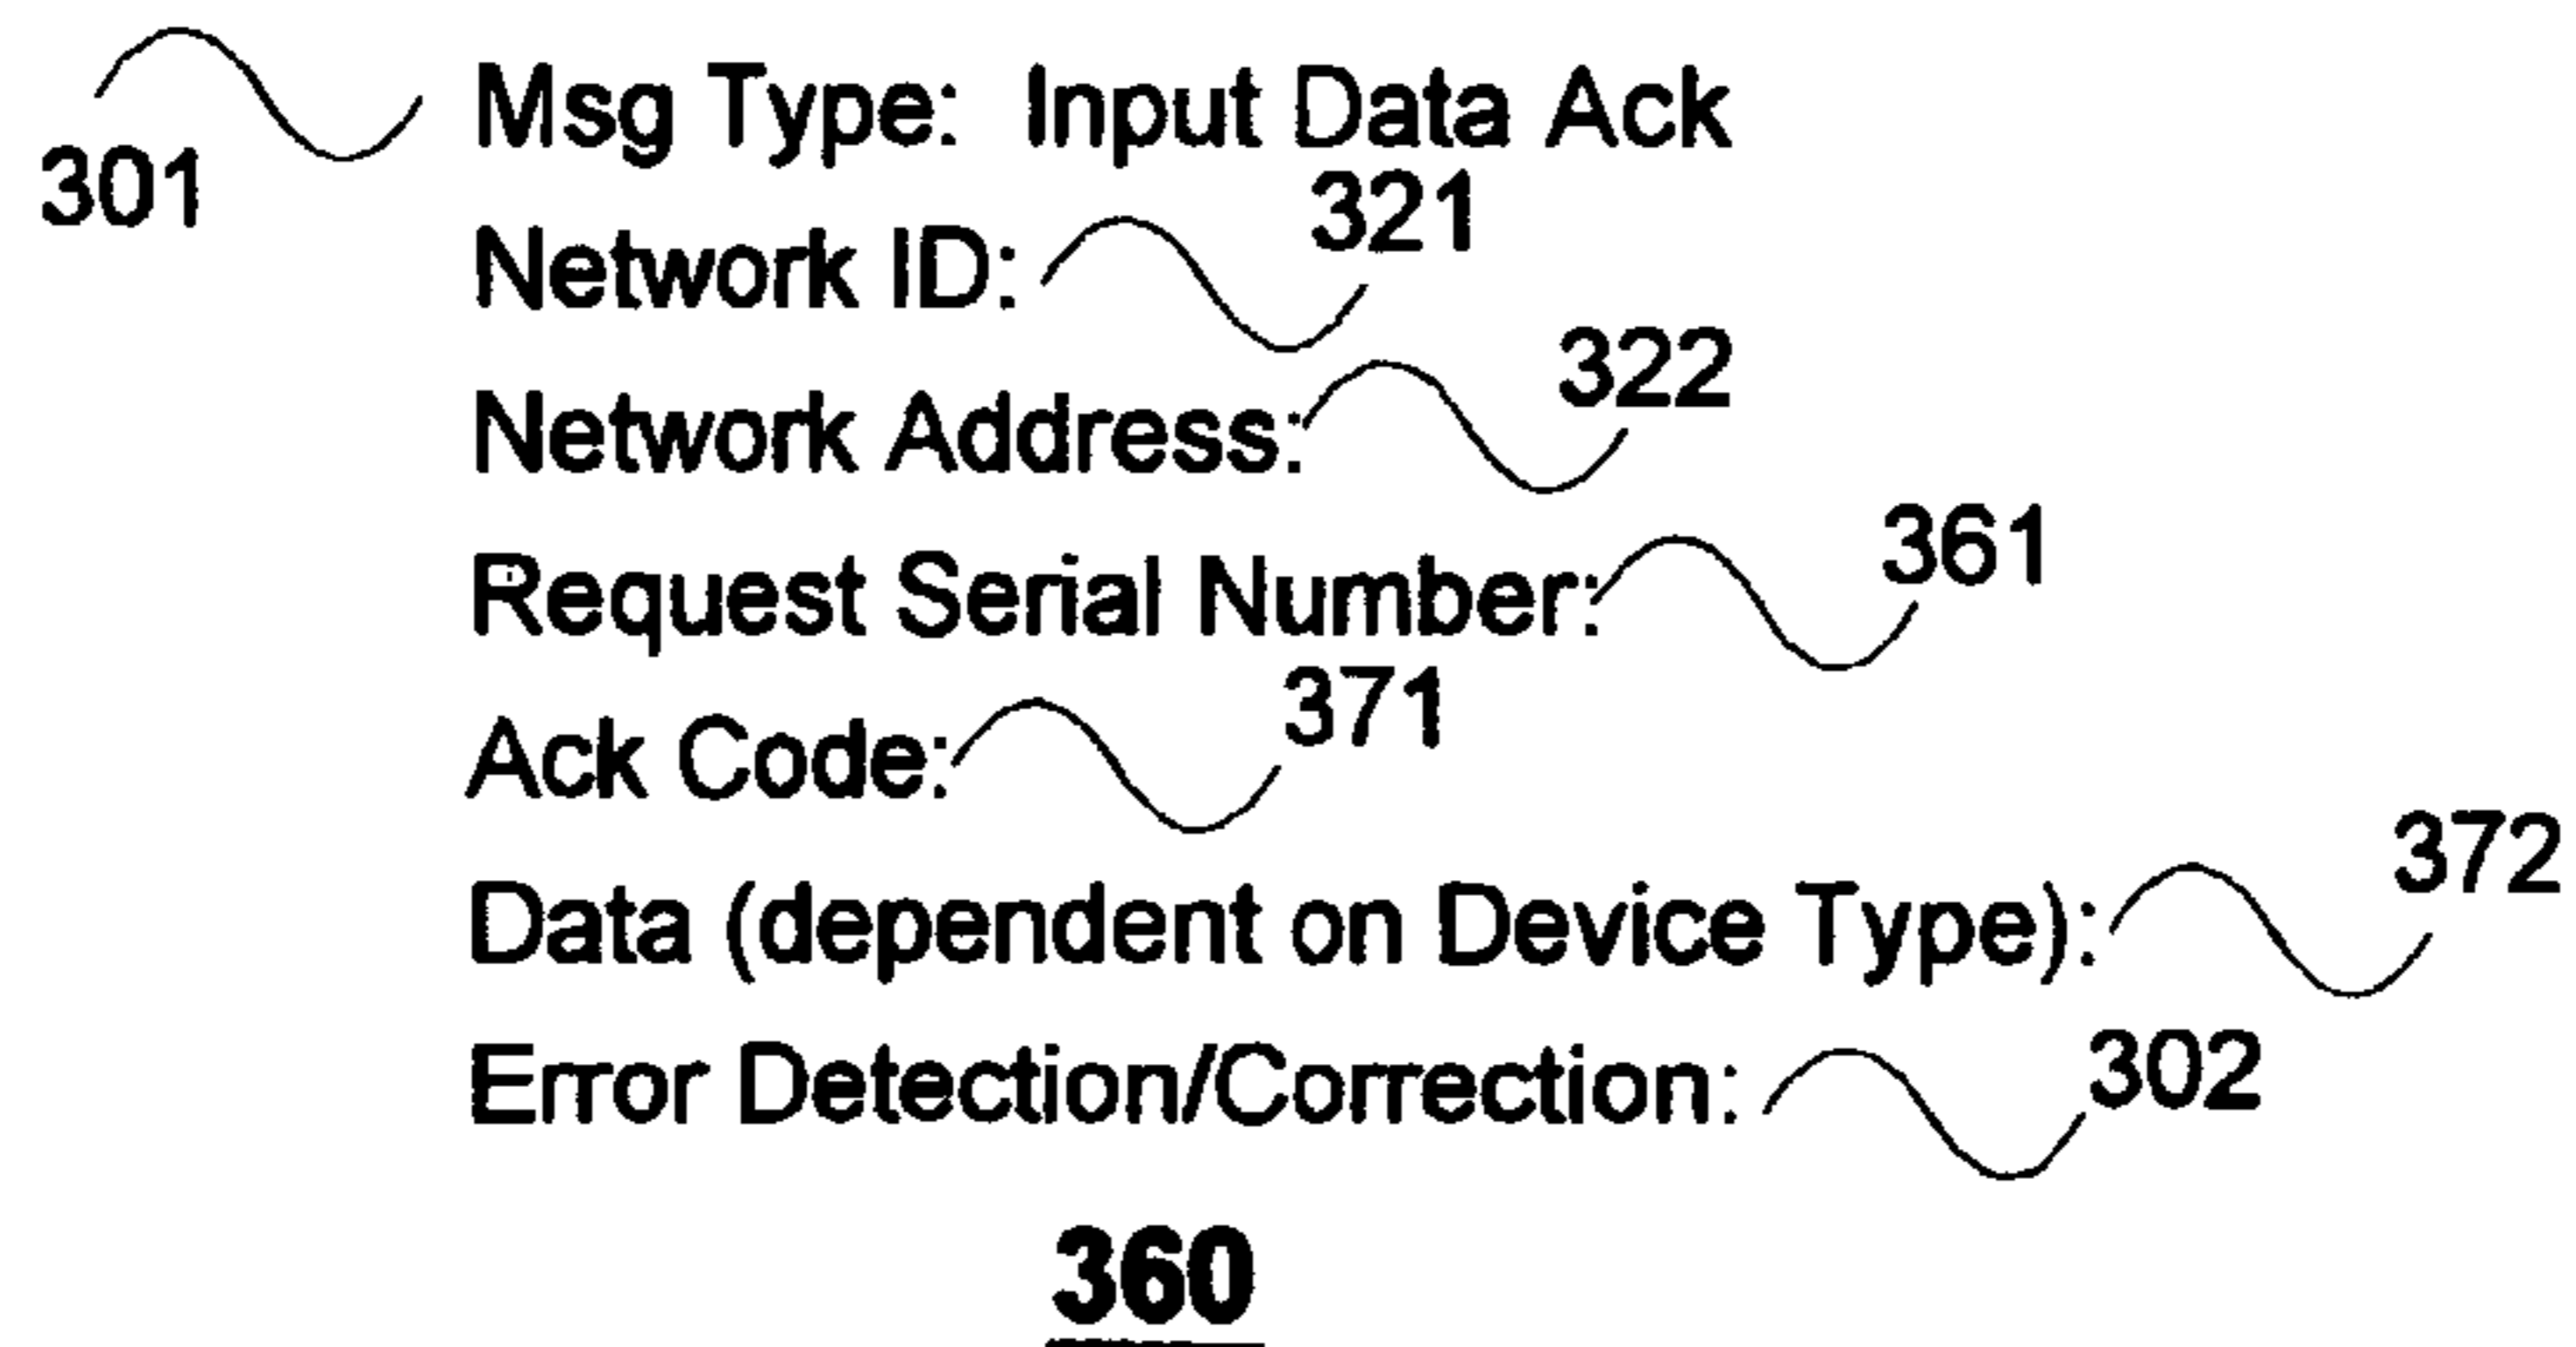 301 Msg Type: Input Data Ack
Network ID: 321
Network Address: 322
Request Serial Number: 361
Ack Code: 371
Data (dependent on Device Type): 372
Error Detection/Correction: 302
360